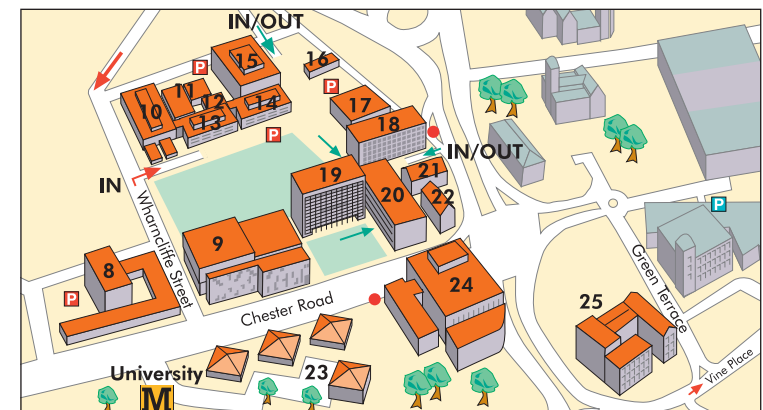 IN/OUT
15
16
P
P
11
10
12
14
17
13
18
P
IN/OUT
IN
19
21
20
22
Wharncliffe Street
P
9
8
24
Green Terrace
P
Chester Road
25
University
23
Vine Place
M